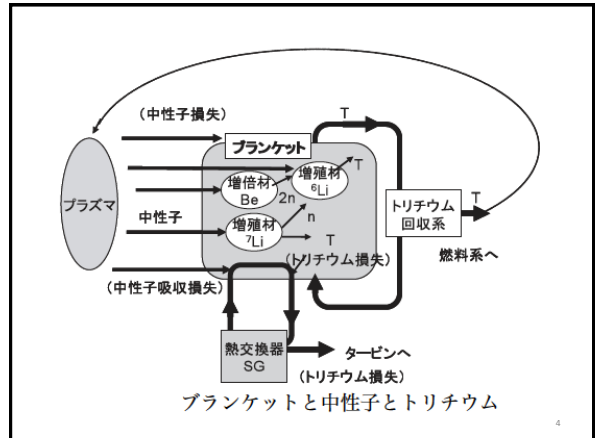 (中性子損失)
T
ブランケット
増殖材
⁶Li
T
増倍材
Be
2n
プラズマ
中性子
n
増殖材
⁷Li
T
トリチウム
回収系
T
燃料系へ
(トリチウム損失)
(中性子吸収損失)
熱交換器
SG
タービンへ
(トリチウム損失)
ブランケットと中性子とトリチウム
4